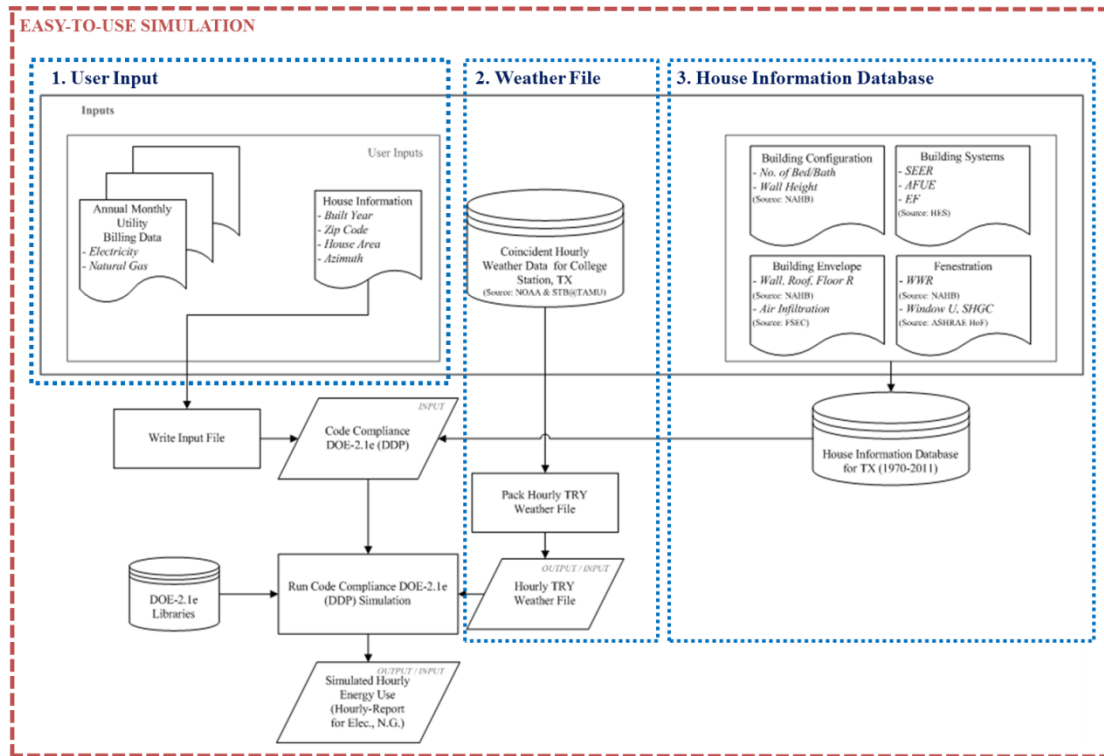 EASY-TO-USE SIMULATION
1. User Input
2. Weather File
3. House Information Database
Inputs
User Inputs
Annual Monthly
Utility
Billing Data
- Electricity
- Natural Gas
House Information
- Built Year
- Zip Code
- House Area
- Azimuth
Coincident Hourly
Weather Data for College
Station, TX
(Source: NOAA & STB@TAMU)
Building Configuration
- No. of Bed/Bath
- Wall Height
(Source: NAHB)
Building Systems
- SEER
- AFUE
- EF
(Source: HES)
Building Envelope
- Wall, Roof, Floor R
(Source: NAHB)
- Air Infiltration
(Source: FSEC)
Fenestration
- WWR
(Source: NAHB)
- Window U, SHGC
(Source: ASHRAE HoF)
Write Input File
INPUT
Code Compliance
DOE-2.1e (DDP)
House Information Database
for TX (1970-2011)
Pack Hourly TRY
Weather File
OUTPUT / INPUT
Hourly TRY
Weather File
DOE-2.1e
Libraries
Run Code Compliance DOE-2.1e
(DDP) Simulation
OUTPUT / INPUT
Simulated Hourly
Energy Use
(Hourly-Report
for Elec., N.G.)